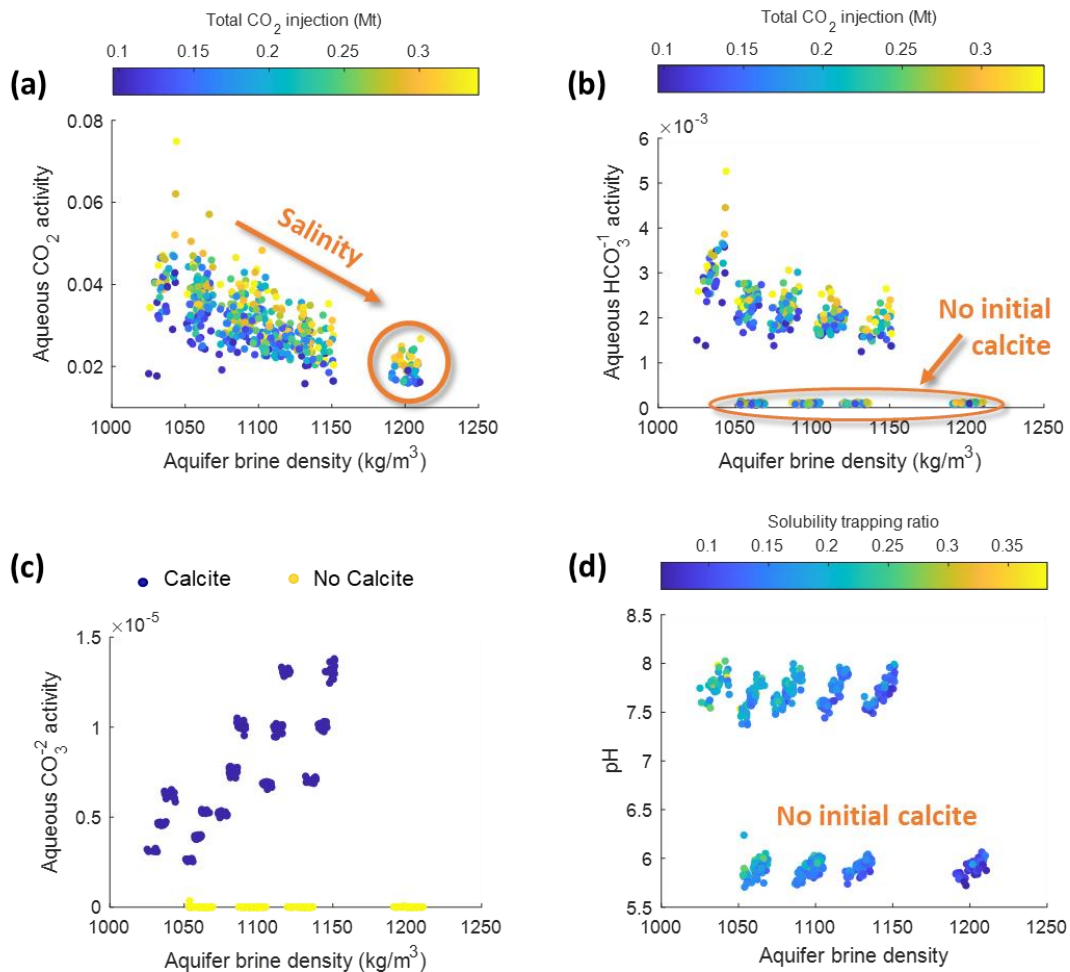 Total CO2 injection (Mt)
0.1 0.15 0.2 0.25 0.3
(a)
0.08
0.06
0.04
0.02
Aqueous CO2 activity
Salinity
1000 1050 1100 1150 1200 1250
Aquifer brine density (kg/m3)
Total CO2 injection (Mt)
0.1 0.15 0.2 0.25 0.3
(b)
×10-3
6
5
4
3
2
1
0
Aqueous HCO3-1 activity
No initial
calcite
1000 1050 1100 1150 1200 1250
Aquifer brine density (kg/m3)
(c)
Calcite No Calcite
×10-5
1.5
1
0.5
0
Aqueous CO3-2 activity
1000 1050 1100 1150 1200 1250
Aquifer brine density (kg/m3)
Solubility trapping ratio
0.1 0.15 0.2 0.25 0.3 0.35
(d)
8.5
8
7.5
7
6.5
6
5.5
pH
No initial calcite
1000 1050 1100 1150 1200 1250
Aquifer brine density